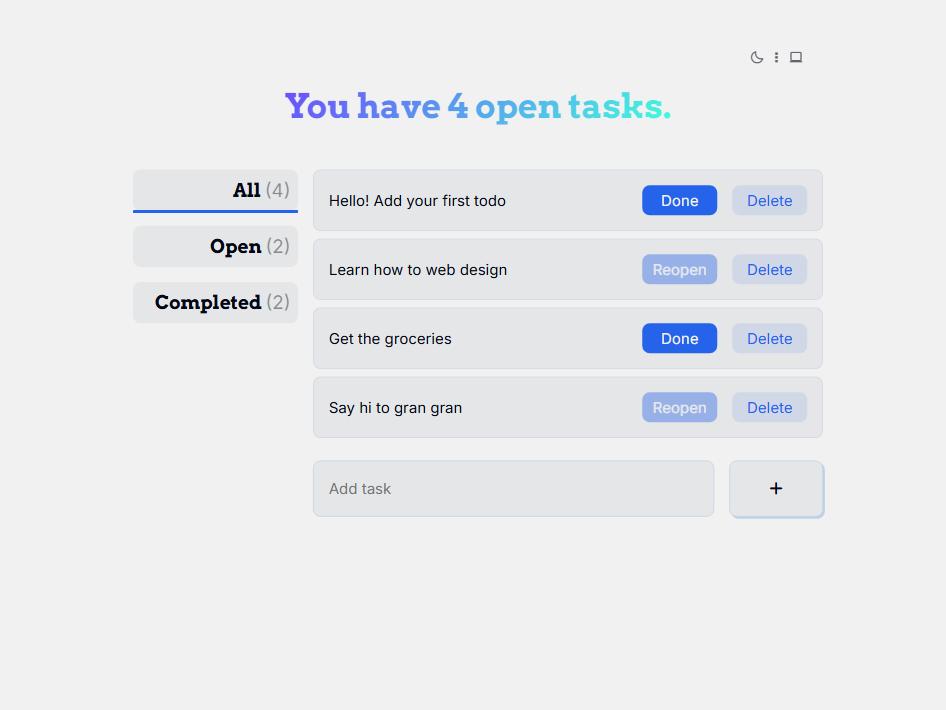 You have 4 open tasks.
All (4)
Open (2)
Completed (2)
Hello! Add your first todo Done Delete
Learn how to web design Reopen Delete
Get the groceries Done Delete
Say hi to gran gran Reopen Delete
Add task +